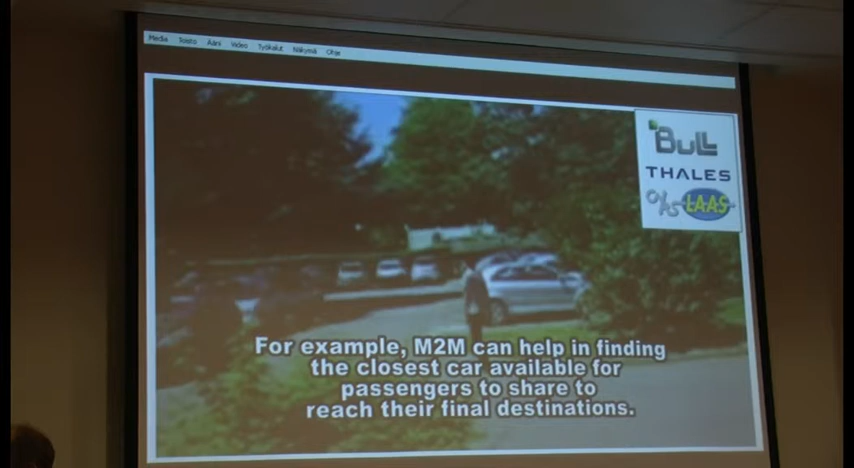 Media Toisto Ääni Video Työkalut Näkymä Ohje
Bull
THALES
LAAS
For example, M2M can help in finding
the closest car available for
passengers to share to
reach their final destinations.